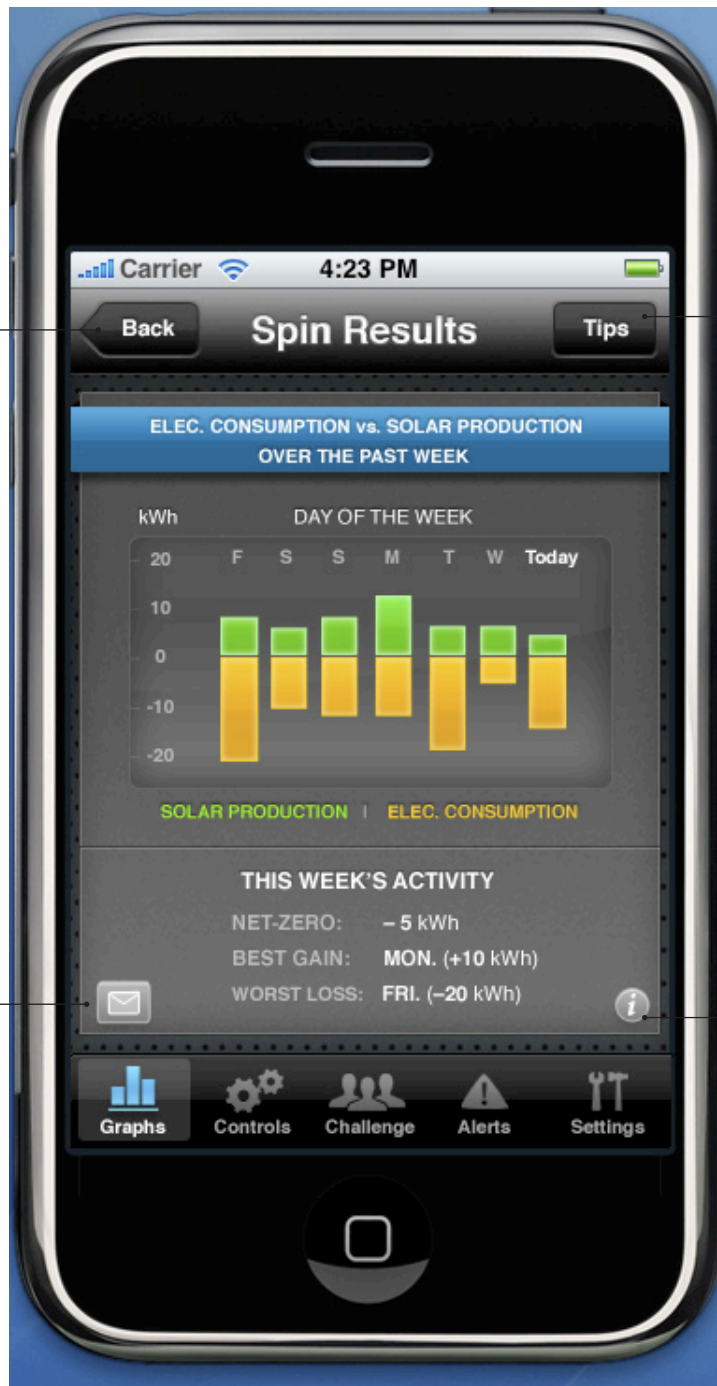 Carrier 4:23 PM
Back Spin Results Tips
ELEC. CONSUMPTION vs. SOLAR PRODUCTION
OVER THE PAST WEEK
kWh DAY OF THE WEEK
20 F S S M T W Today
10
0
-10
-20
SOLAR PRODUCTION | ELEC. CONSUMPTION
THIS WEEK'S ACTIVITY
NET-ZERO: – 5 kWh
BEST GAIN: MON. (+10 kWh)
WORST LOSS: FRI. (–20 kWh)
i
Graphs Controls Challenge Alerts Settings